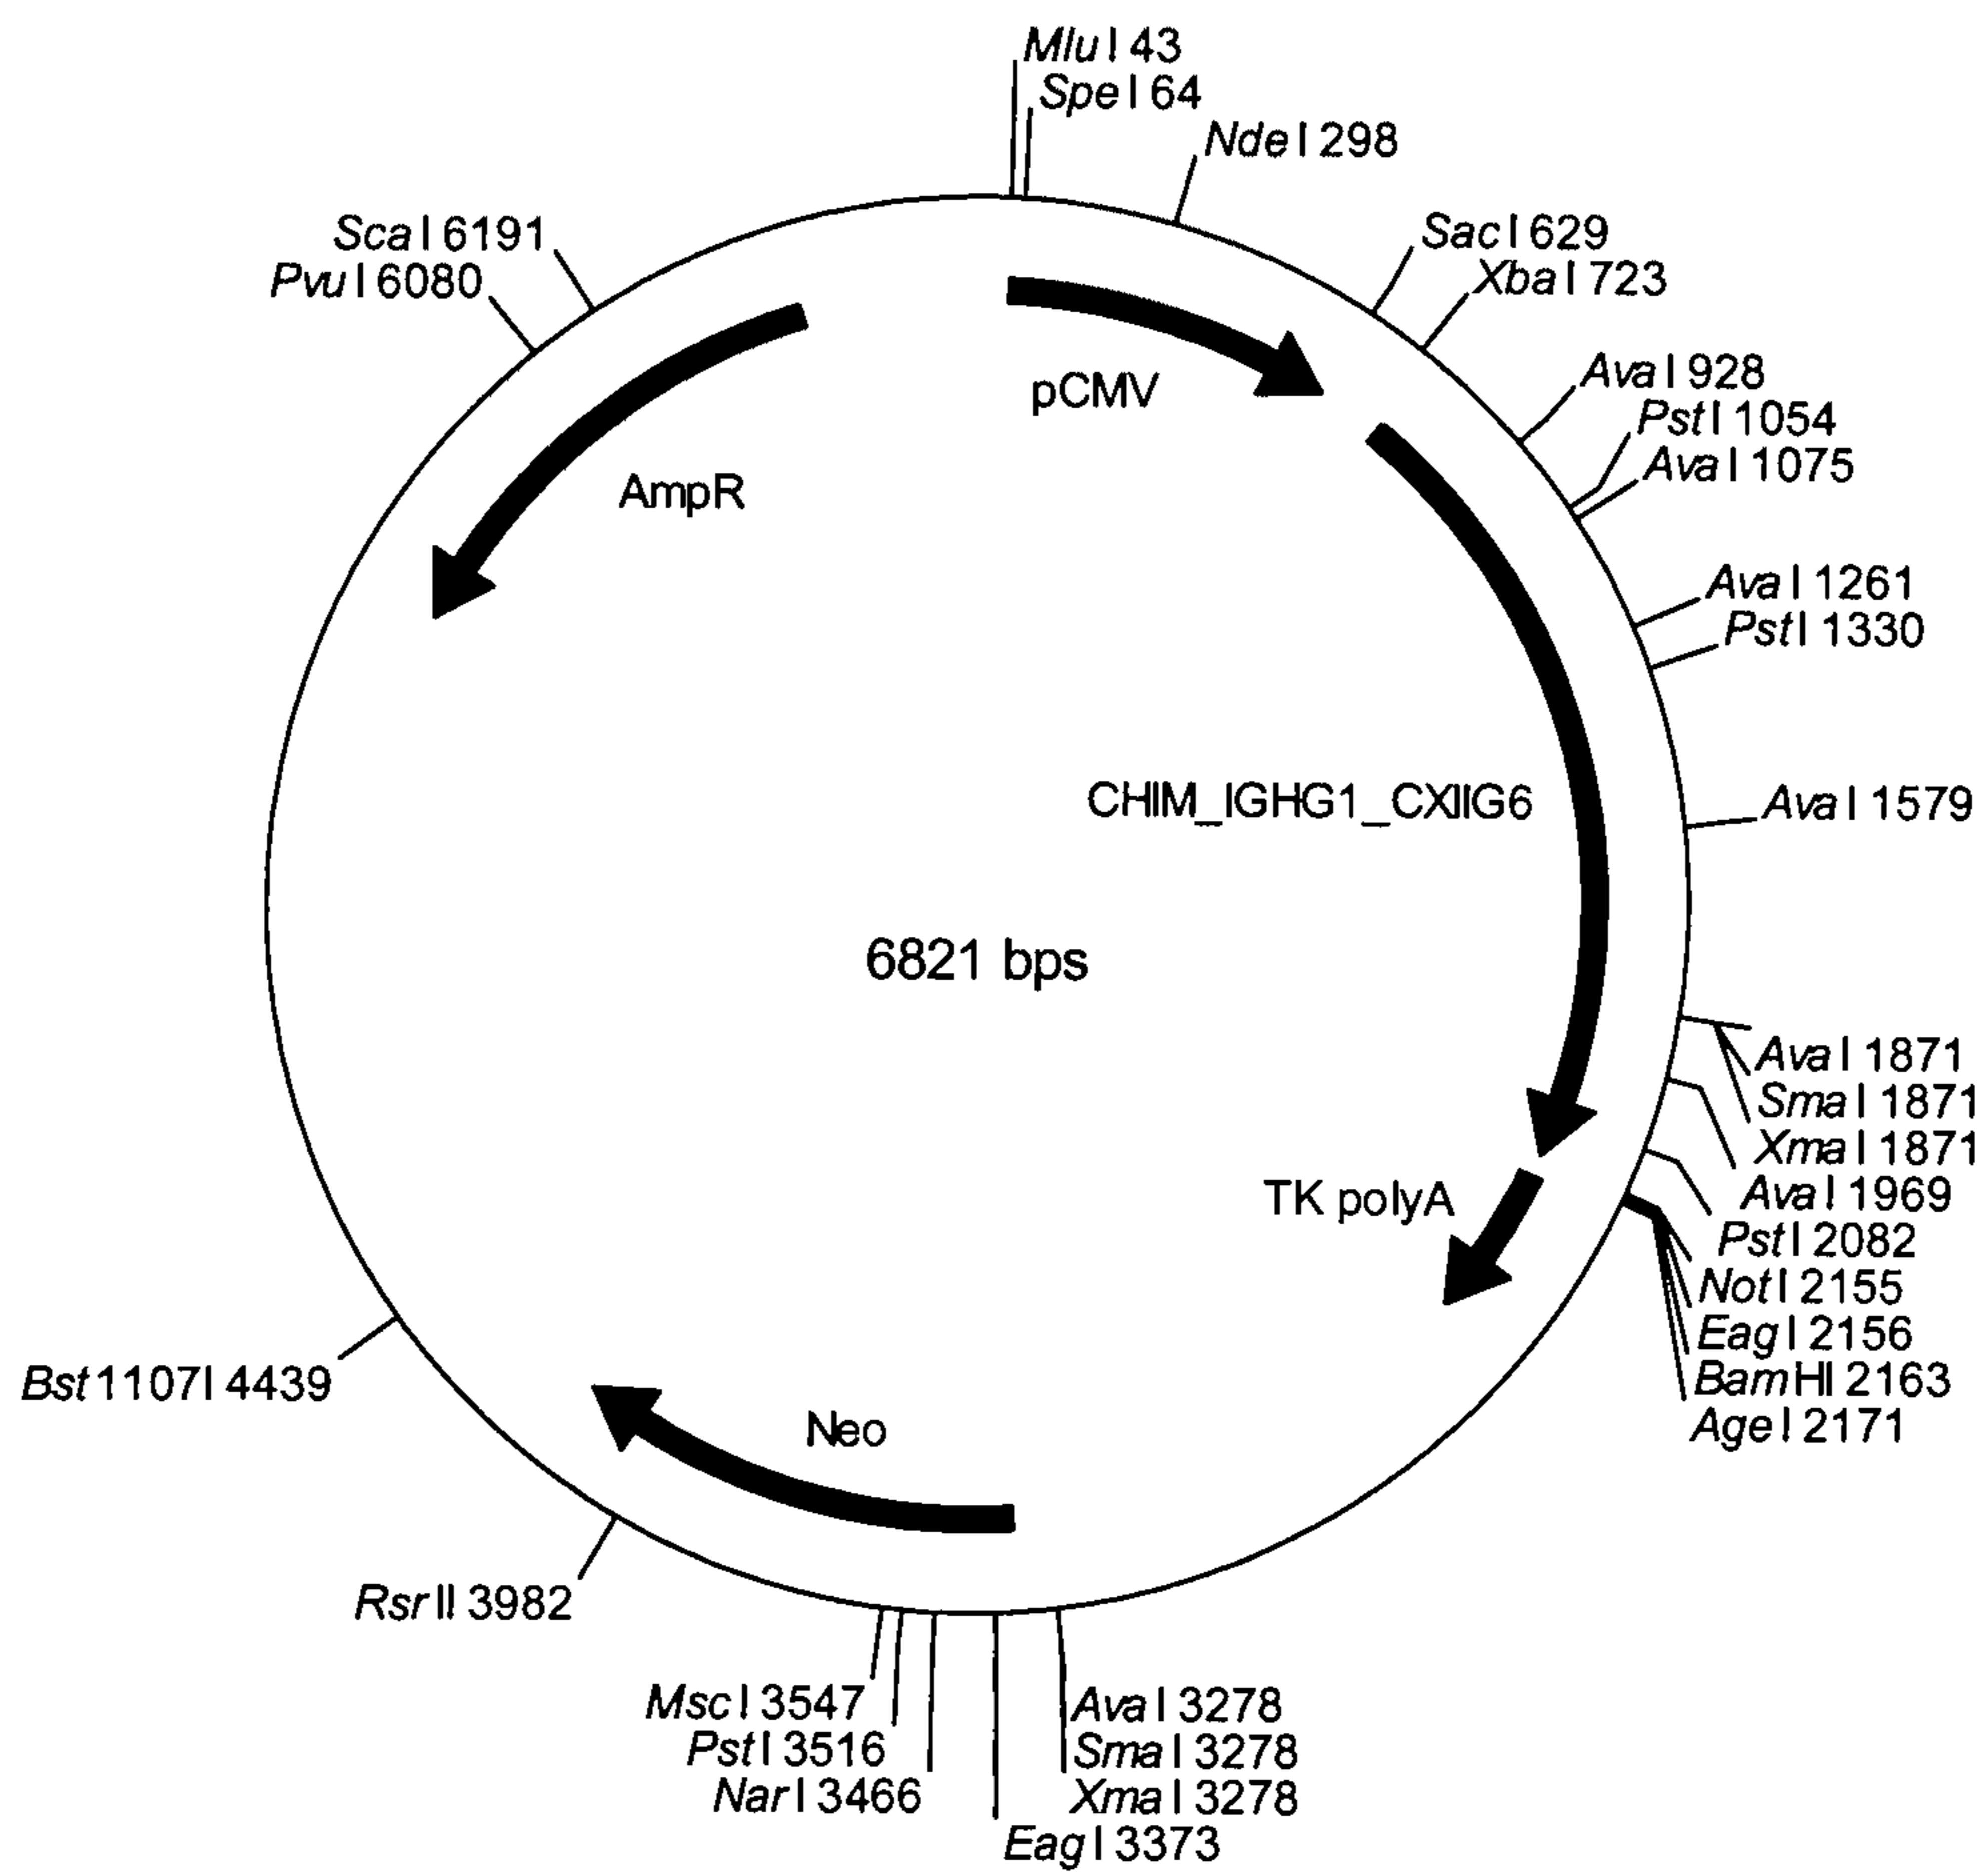 MluI 43
SpeI 64
NdeI 298
ScaI 6191
SacI 629
PvuI 6080
XbaI 723
AvaI 928
pCMV
PstI 1054
AvaI 1075
AmpR
AvaI 1261
PstI 1330
CHIM_IGHG1_CXIIG6
AvaI 1579
6821 bps
AvaI 1871
SmaI 1871
XmaI 1871
TK polyA
AvaI 1969
PstI 2082
NotI 2155
EagI 2156
BamHI 2163
Bst1107I 4439
AgeI 2171
Neo
RsrII 3982
MscI 3547
AvaI 3278
PstI 3516
SmaI 3278
NarI 3466
XmaI 3278
EagI 3373